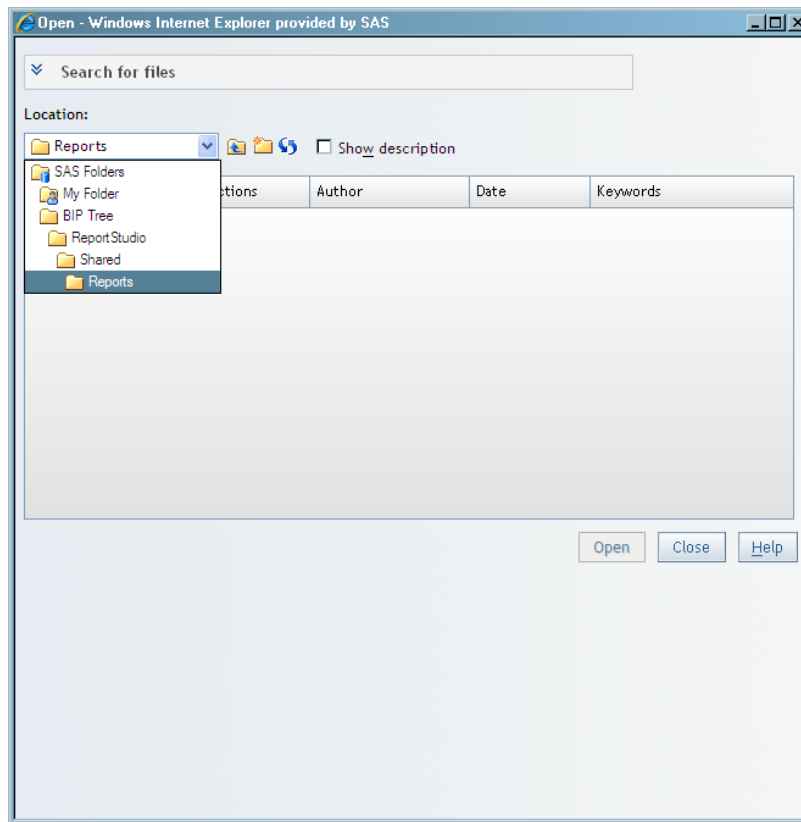 Open - Windows Internet Explorer provided by SAS
Search for files
Location:
Reports
Show description
SAS Folders
My Folder
BIP Tree
ReportStudio
Shared
Reports
Author Date Keywords
Open Close Help